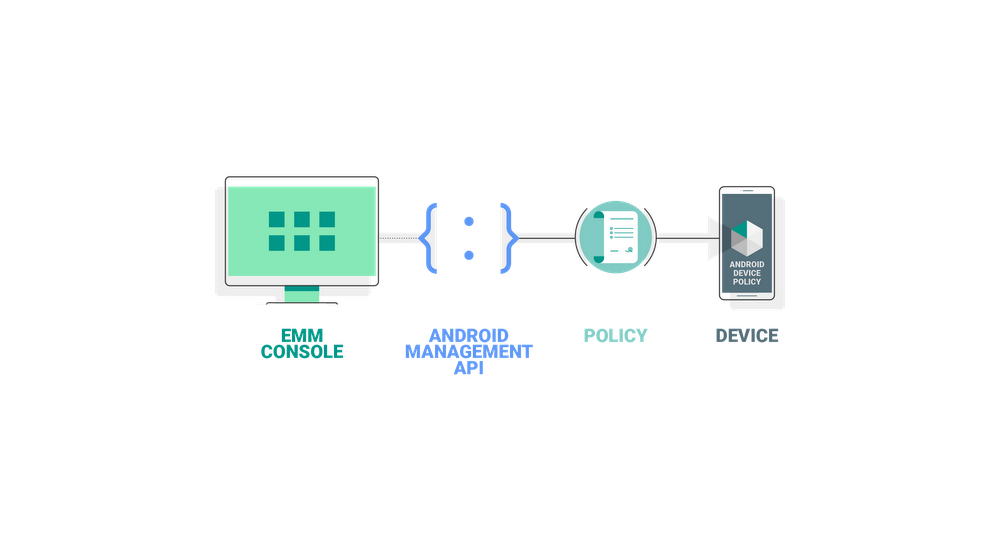 ANDROID
DEVICE
POLICY
EMM
CONSOLE
ANDROID
MANAGEMENT
API
POLICY
DEVICE